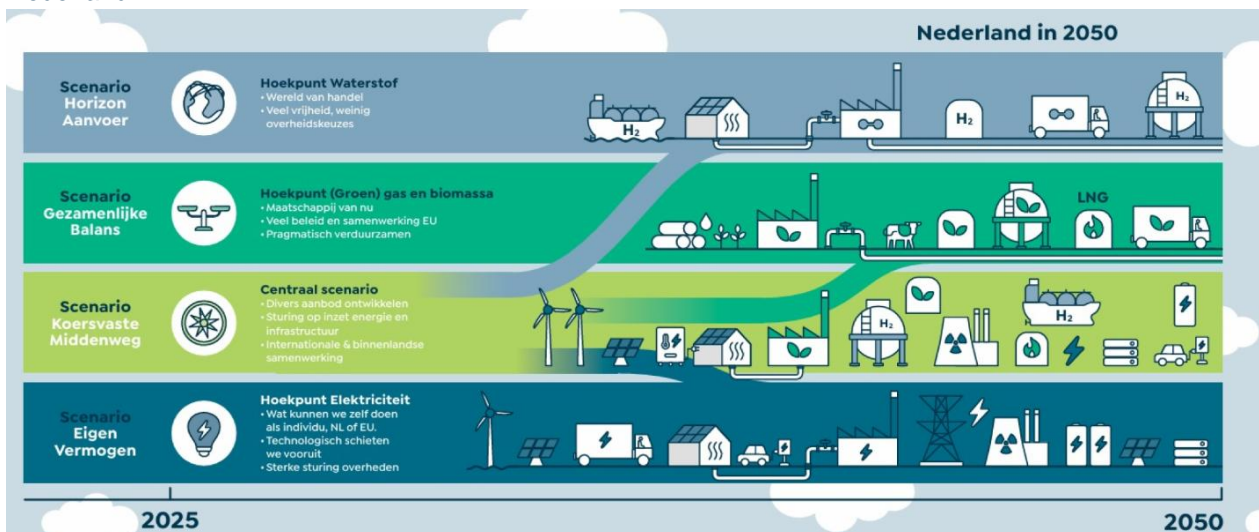 Nederland in 2050
Scenario
Horizon
Aanvoer
Hoekpunt Waterstof
• Wereld van handel
• Veel vrijheid, weinig
overheidskeuzes
H₂
H₂
H₂
Scenario
Gezamenlijke
Balans
Hoekpunt (Groen) gas en biomassa
• Maatschappij van nu
• Veel beleid en samenwerking EU
• Pragmatisch verduurzamen
LNG
Scenario
Koersvaste
Middenweg
Centraal scenario
• Divers aanbod ontwikkelen
• Sturing op inzet energie en
infrastructuur
• Internationale & binnenlandse
samenwerking
H₂
H₂
Scenario
Eigen
Vermogen
Hoekpunt Elektriciteit
• Wat kunnen we zelf doen
als individu, NL of EU.
• Technologisch schieten
we vooruit
• Sterke sturing overheden
2025
2050